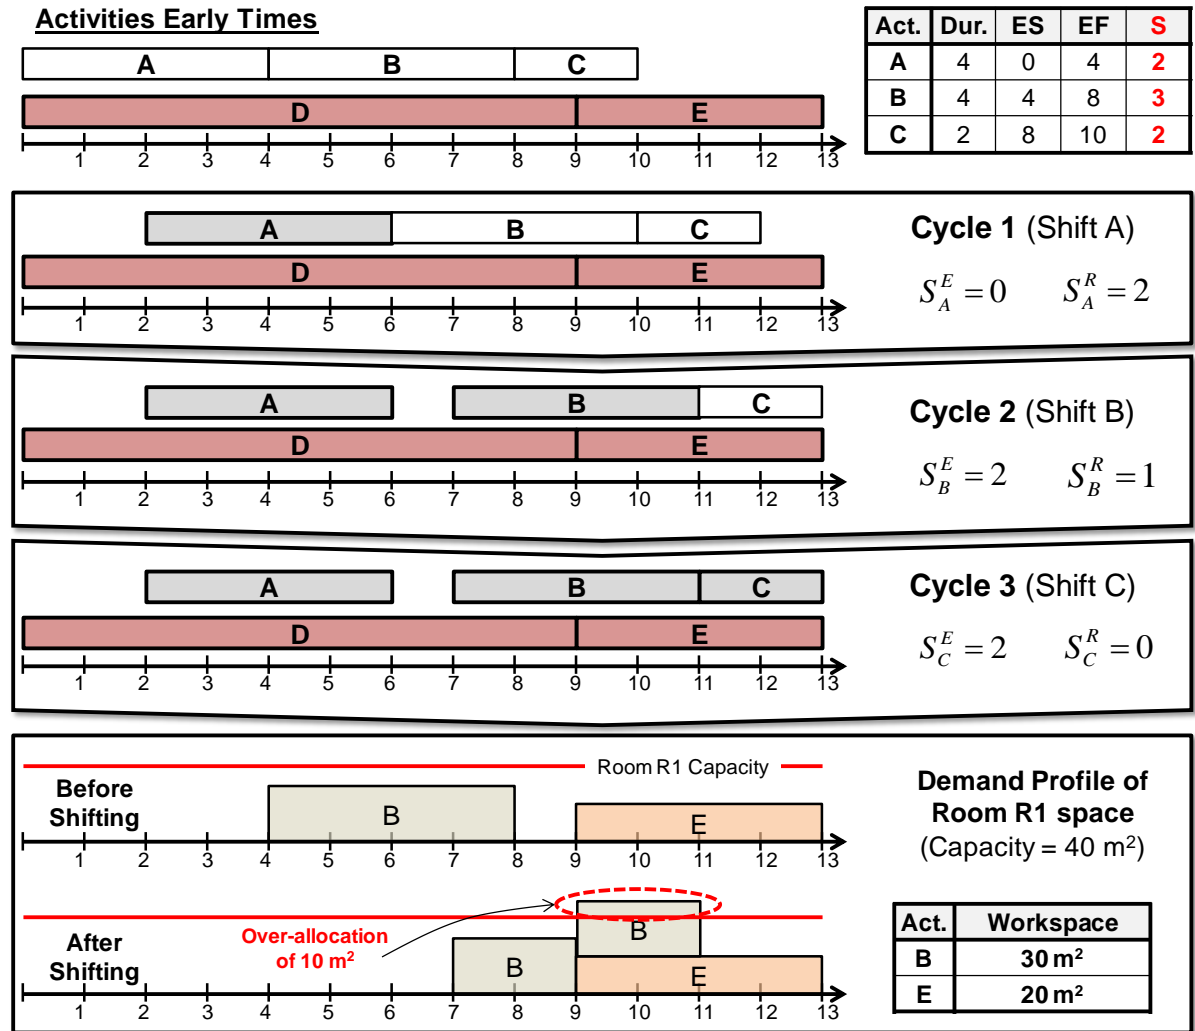 Activities Early Times
A B C
D E
1 2 3 4 5 6 7 8 9 10 11 12 13
Act. Dur. ES EF S
A 4 0 4 2
B 4 4 8 3
C 2 8 10 2
A B C
D E
1 2 3 4 5 6 7 8 9 10 11 12 13
Cycle 1 (Shift A)
S_A^E = 0 S_A^R = 2
A B C
D E
1 2 3 4 5 6 7 8 9 10 11 12 13
Cycle 2 (Shift B)
S_B^E = 2 S_B^R = 1
A B C
D E
1 2 3 4 5 6 7 8 9 10 11 12 13
Cycle 3 (Shift C)
S_C^E = 2 S_C^R = 0
Room R1 Capacity
Before
Shifting
B E
1 2 3 4 5 6 7 8 9 10 11 12 13
Over-allocation
of 10 m²
After
Shifting
B
B E
1 2 3 4 5 6 7 8 9 10 11 12 13
Demand Profile of
Room R1 space
(Capacity = 40 m²)
Act. Workspace
B 30 m²
E 20 m²